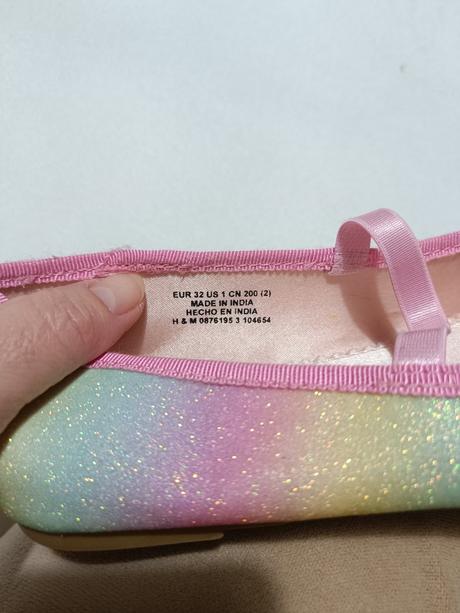 EUR 32 US 1 CN 200 (2)
MADE IN INDIA
HECHO EN INDIA
H & M 0876195 3 104654